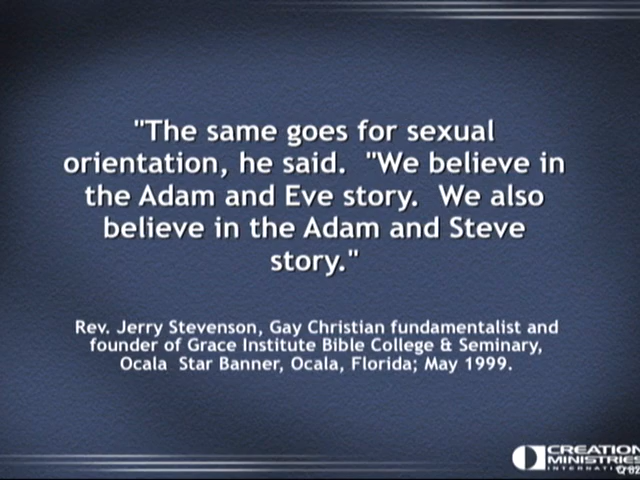 "The same goes for sexual
orientation, he said.  "We believe in
the Adam and Eve story.  We also
believe in the Adam and Steve
story."
Rev. Jerry Stevenson, Gay Christian fundamentalist and
founder of Grace Institute Bible College & Seminary,
Ocala  Star Banner, Ocala, Florida; May 1999.
CREATION
MINISTRIES
INTERNATIONAL